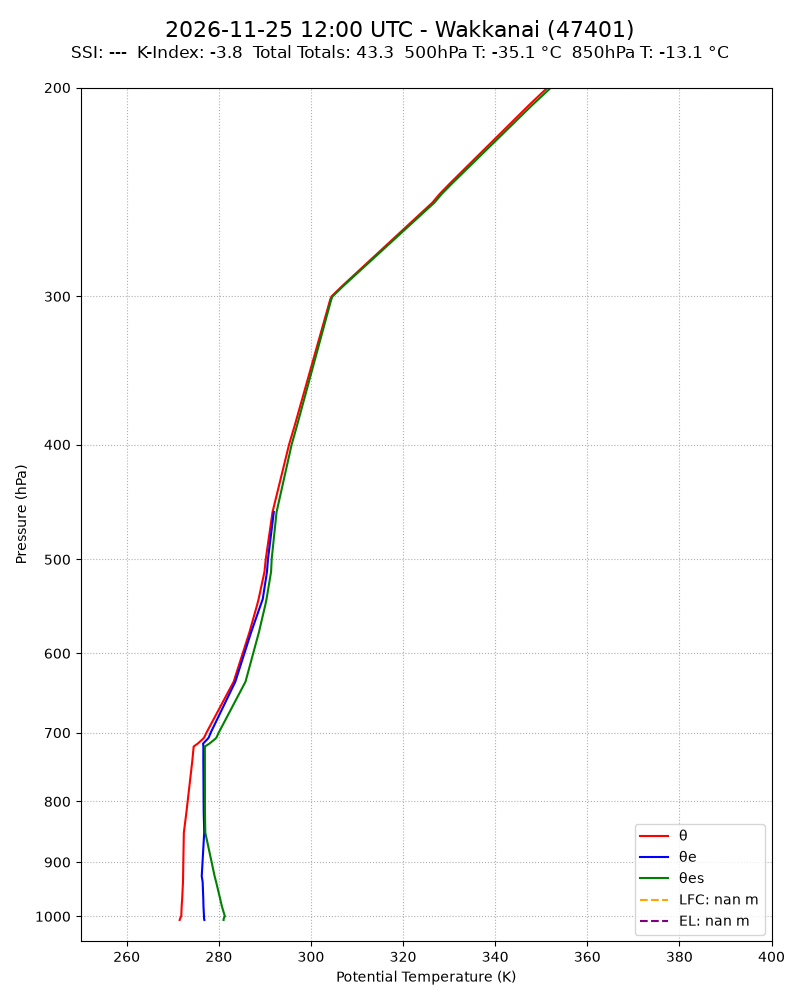 2026-11-25 12:00 UTC - Wakkanai (47401)
SSI: --- K-Index: -3.8 Total Totals: 43.3 500hPa T: -35.1 °C 850hPa T: -13.1 °C
200
300
400
500
600
700
800
900
1000
Pressure (hPa)
260 280 300 320 340 360 380 400
Potential Temperature (K)
θ
θe
θes
LFC: nan m
EL: nan m